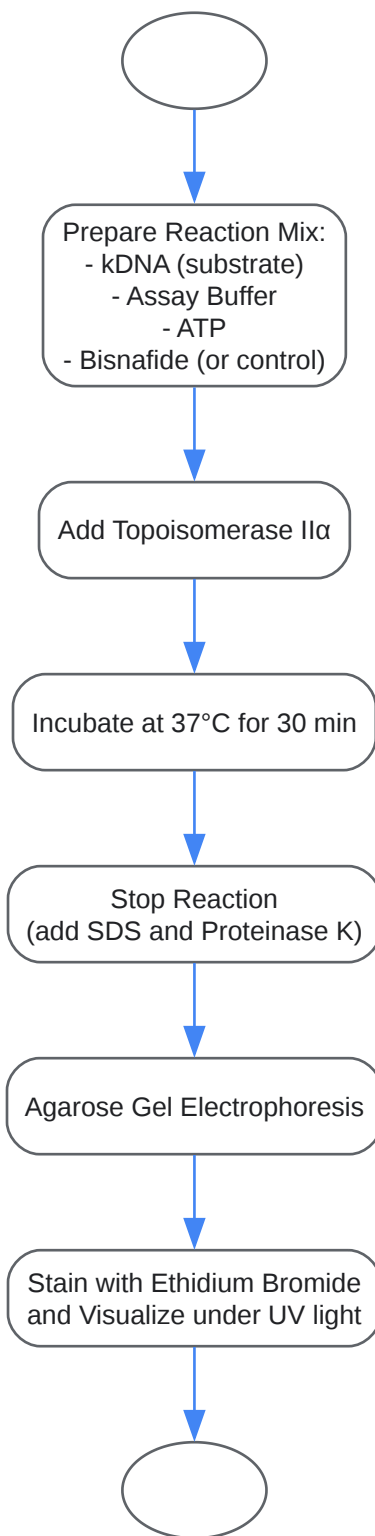 Prepare Reaction Mix:
- kDNA (substrate)
- Assay Buffer
- ATP
- Bisnafide (or control)
Add Topoisomerase IIα
Incubate at 37°C for 30 min
Stop Reaction
(add SDS and Proteinase K)
Agarose Gel Electrophoresis
Stain with Ethidium Bromide
and Visualize under UV light